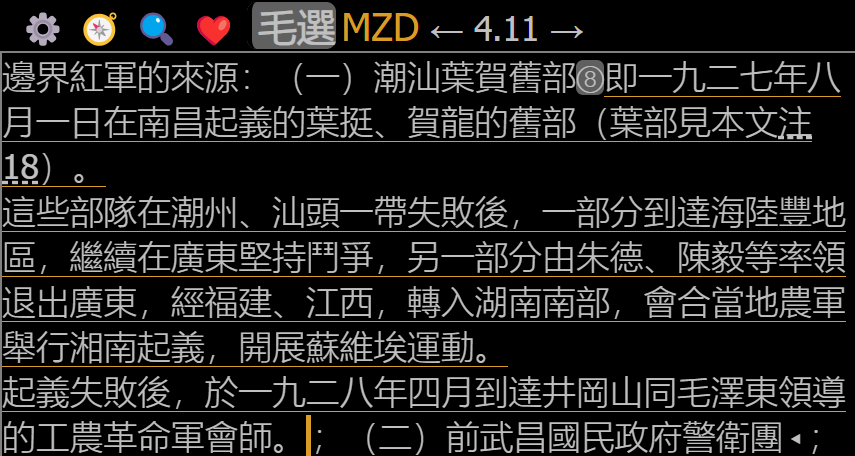 毛選 MZD ← 4.11 →
邊界紅軍的來源：（一）潮汕葉賀舊部⑧即一九二七年八
月一日在南昌起義的葉挺、賀龍的舊部（葉部見本文注
18）。
這些部隊在潮州、汕頭一帶失敗後，一部分到達海陸豐地
區，繼續在廣東堅持鬥爭，另一部分由朱德、陳毅等率領
退出廣東，經福建、江西，轉入湖南南部，會合當地農軍
舉行湘南起義，開展蘇維埃運動。
起義失敗後，於一九二八年四月到達井岡山同毛澤東領導
的工農革命軍會師。；（二）前武昌國民政府警衛團◂；